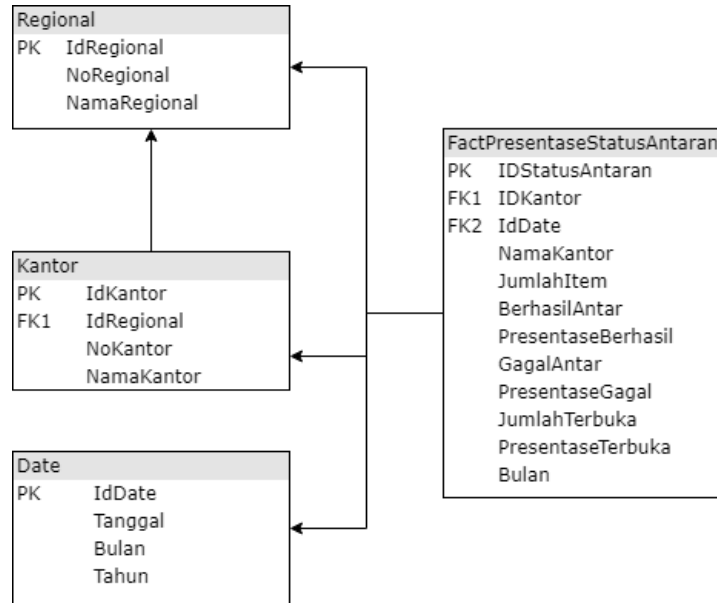 Regional
PK IdRegional
NoRegional
NamaRegional
Kantor
PK IdKantor
FK1 IdRegional
NoKantor
NamaKantor
Date
PK IdDate
Tanggal
Bulan
Tahun
FactPresentaseStatusAntaran
PK IDStatusAntaran
FK1 IDKantor
FK2 IdDate
NamaKantor
JumlahItem
BerhasilAntar
PresentaseBerhasil
GagalAntar
PresentaseGagal
JumlahTerbuka
PresentaseTerbuka
Bulan